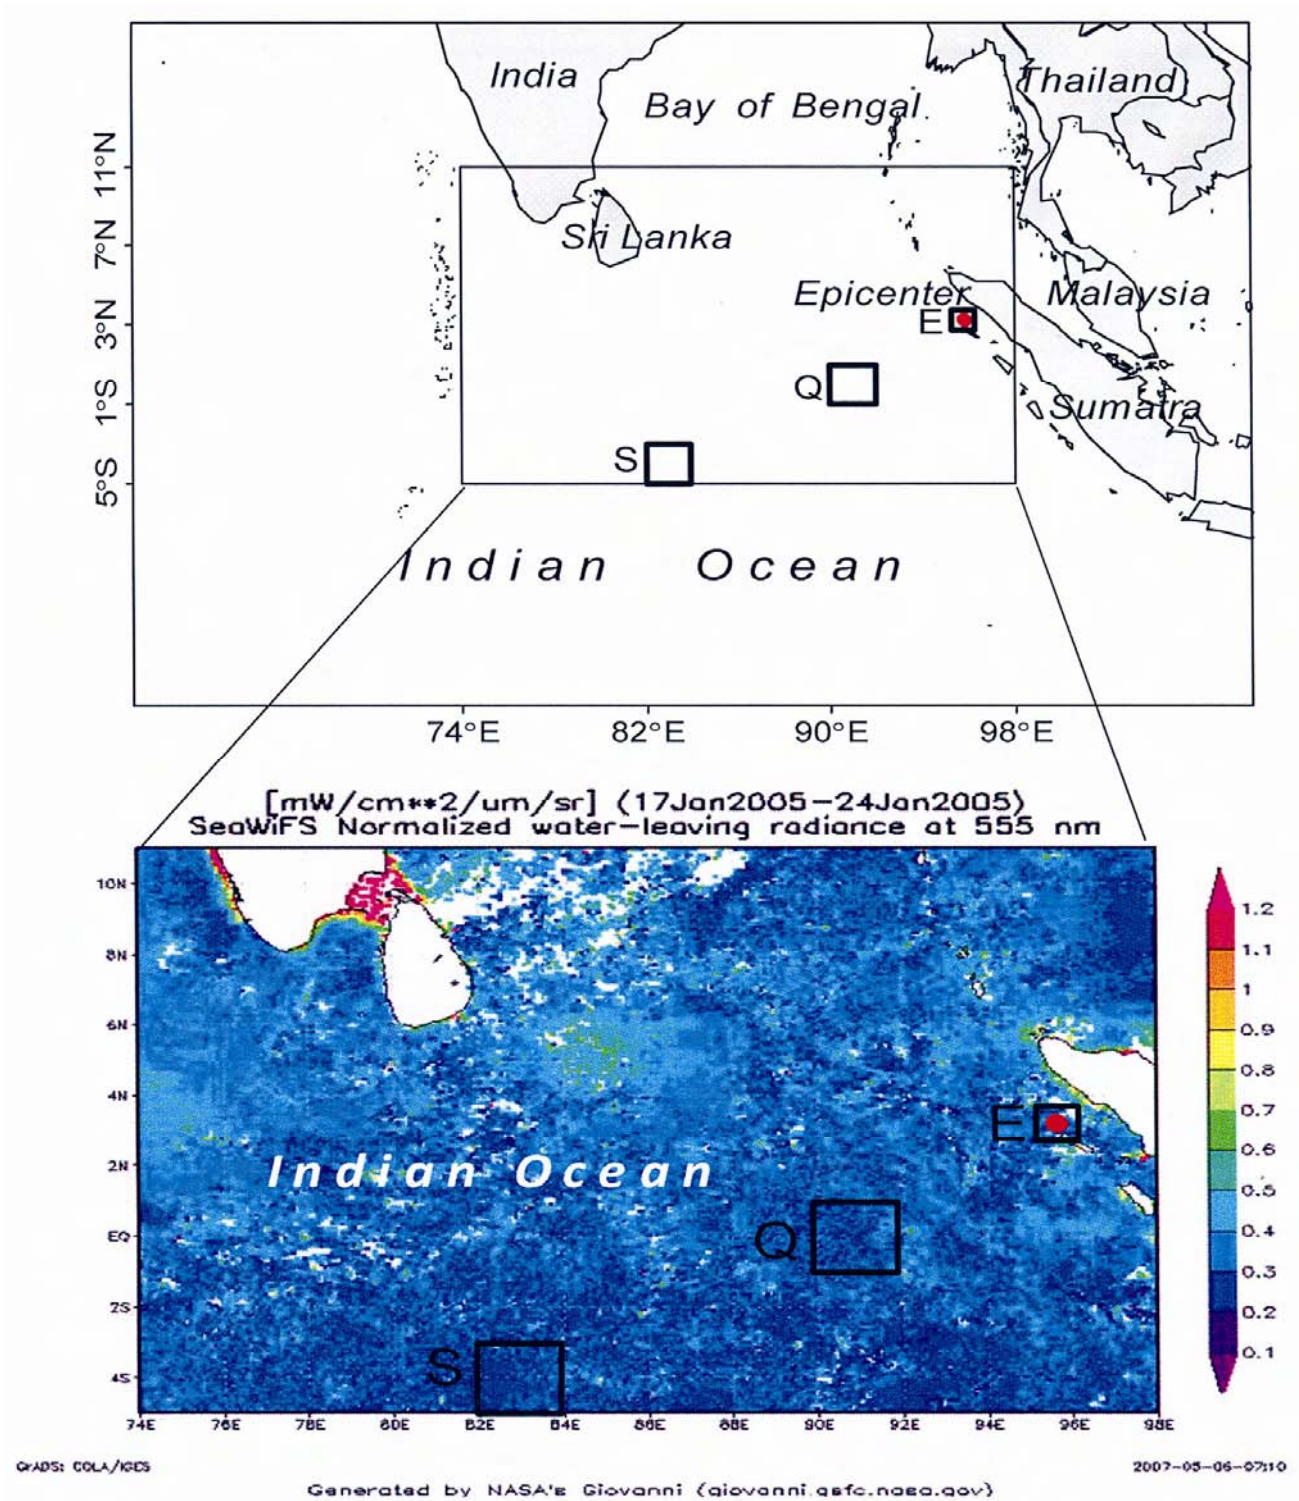 India
Thailand
Bay of Bengal
11°N
7°N
Sri Lanka
Epicenter
Malaysia
3°N
E
Q
1°S
Sumatra
S
5°S
Indian Ocean
74°E 82°E 90°E 98°E
[mW/cm**2/um/sr] (17Jan2005-24Jan2005)
SeaWiFS Normalized water-leaving radiance at 555 nm
10N
8N
6N
4N
2N
EQ
2S
4S
E
Indian Ocean
Q
S
74E 76E 78E 80E 82E 84E 86E 88E 90E 92E 94E 96E 98E
1.2
1.1
1
0.9
0.8
0.7
0.6
0.5
0.4
0.3
0.2
0.1
GrADS: COLA/IGES
2007-05-06-07:10
Generated by NASA's Giovanni (giovanni.gsfc.nasa.gov)